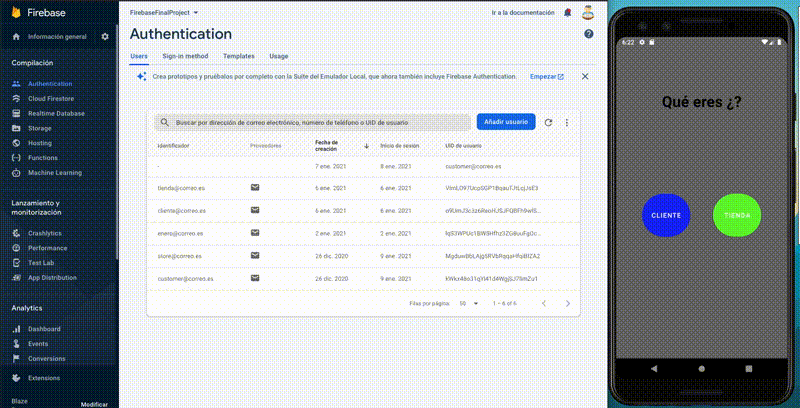 Firebase
Información general
Compilación
Authentication
Cloud Firestore
Realtime Database
Storage
Hosting
Functions
Machine Learning
Lanzamiento y
monitorización
Crashlytics
Performance
Test Lab
App Distribution
Analytics
Dashboard
Events
Conversions
Extensions
Blaze
Modificar
FirebaseFinalProject
Ir a la documentación
Authentication
Users Sign-in method Templates Usage
Crea prototipos y pruébalos por completo con la Suite del Emulador Local, que ahora también incluye Firebase Authentication. Empezar
Buscar por dirección de correo electrónico, número de teléfono o UID de usuario
Añadir usuario
Identificador Proveedores Fecha de creación Inicio de sesión UID de usuario
- 7 ene. 2021 8 ene. 2021 customer@correo.es
tienda@correo.es 6 ene. 2021 6 ene. 2021
cliente@correo.es 6 ene. 2021 6 ene. 2021
enero@correo.es 2 ene. 2021 2 ene. 2021
store@correo.es 26 dic. 2020 9 ene. 2021
customer@correo.es 26 dic. 2020 9 ene. 2021
Filas por página: 50 1 – 6 of 6
6:22
Qué eres ¿?
CLIENTE
TIENDA